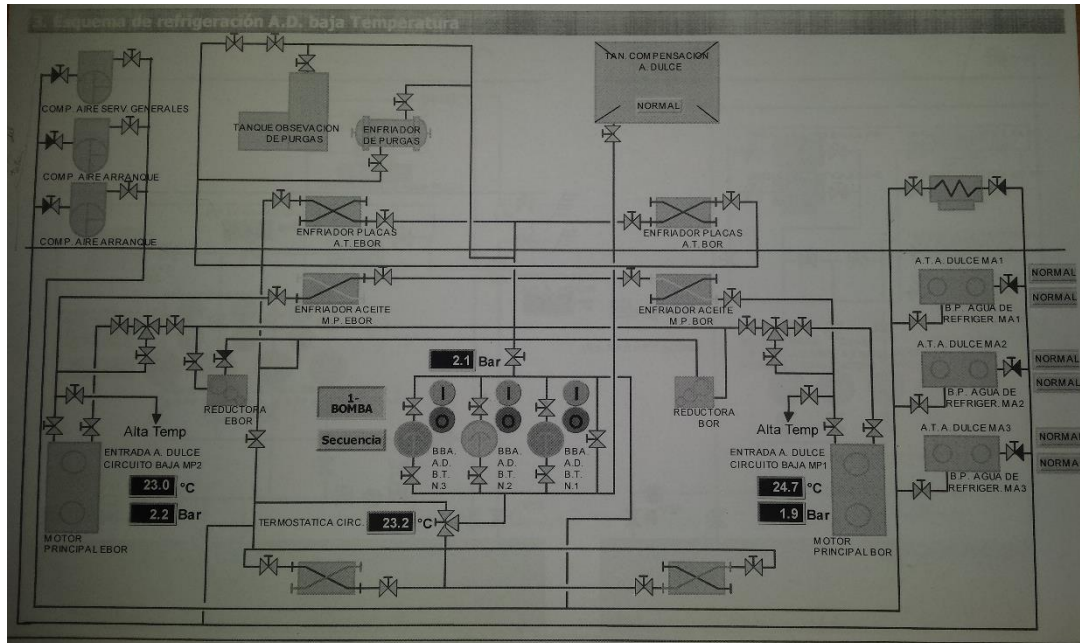 3. Esquema de refrigeración A.D. baja Temperatura
COMP. AIRE SERV. GENERALES
COMP. AIRE ARRANQUE
COMP. AIRE ARRANQUE
TANQUE OBSEVACION
DE PURGAS
ENFRIADOR
DE PURGAS
TAN. COMPENSACION
A. DULCE
NORMAL
ENFRIADOR PLACAS
A.T. EBOR
ENFRIADOR PLACAS
A.T. BOR
ENFRIADOR ACEITE
M.P. EBOR
ENFRIADOR ACEITE
M.P. BOR
A.T. A. DULCE MA1
NORMAL
NORMAL
B.P. AGUA DE
REFRIGER. MA1
A.T. A. DULCE MA2
NORMAL
NORMAL
B.P. AGUA DE
REFRIGER. MA2
A.T. A. DULCE MA3
NORMAL
NORMA
B.P. AGUA DE
REFRIGER. MA3
2.1 Bar
1-
BOMBA
Secuencia
I
O
I
O
I
O
BBA.
A.D.
B.T.
N.3
BBA.
A.D.
B.T.
N.2
BBA.
A.D.
B.T.
N.1
REDUCTORA
EBOR
REDUCTORA
BOR
Alta Temp
ENTRADA A. DULCE
CIRCUITO BAJA MP2
23.0 °C
2.2 Bar
MOTOR
PRINCIPAL EBOR
TERMOSTATICA CIRC. 23.2 °C
Alta Temp
ENTRADA A. DULCE
CIRCUITO BAJA MP1
24.7 °C
1.9 Bar
MOTOR
PRINCIPAL BOR